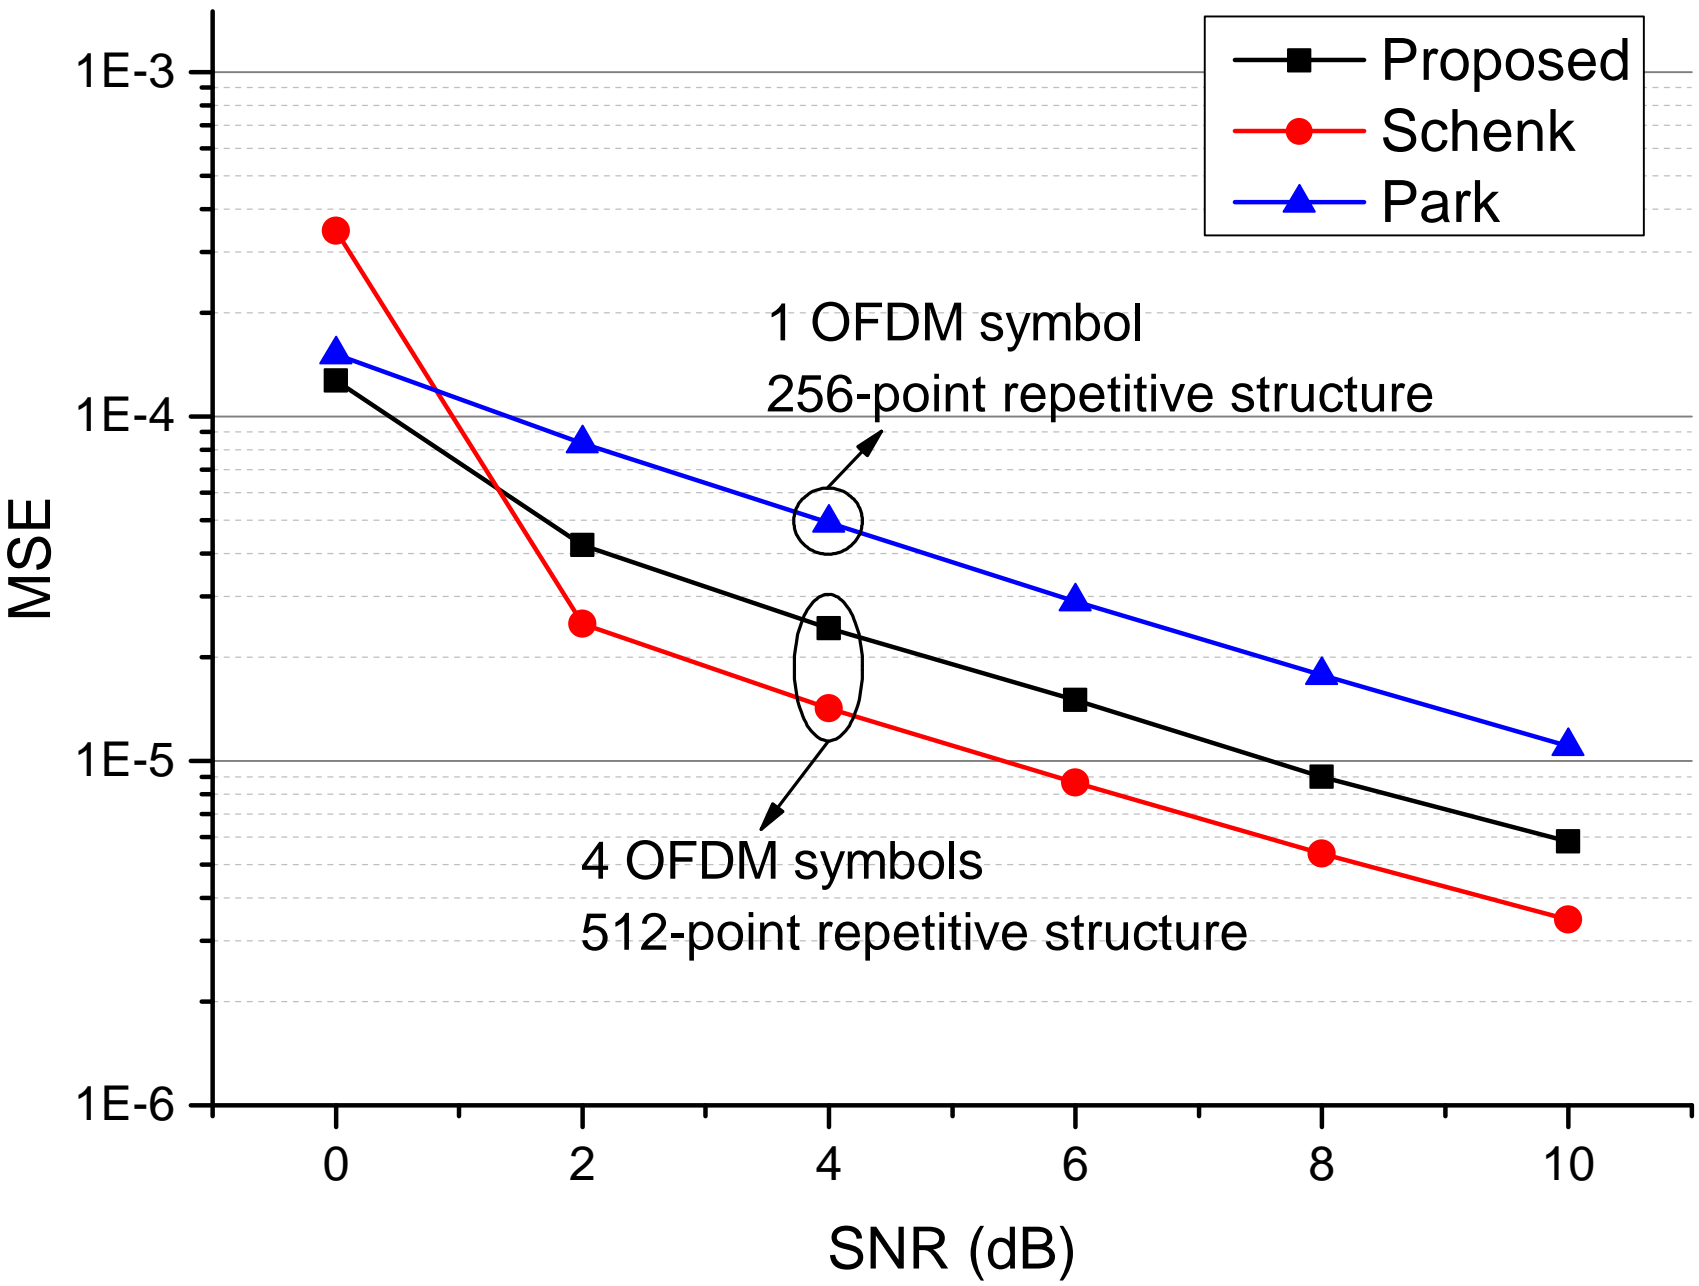 1E-3
1E-4
1E-5
1E-6
MSE
Proposed
Schenk
Park
1 OFDM symbol
256-point repetitive structure
4 OFDM symbols
512-point repetitive structure
0 2 4 6 8 10
SNR (dB)